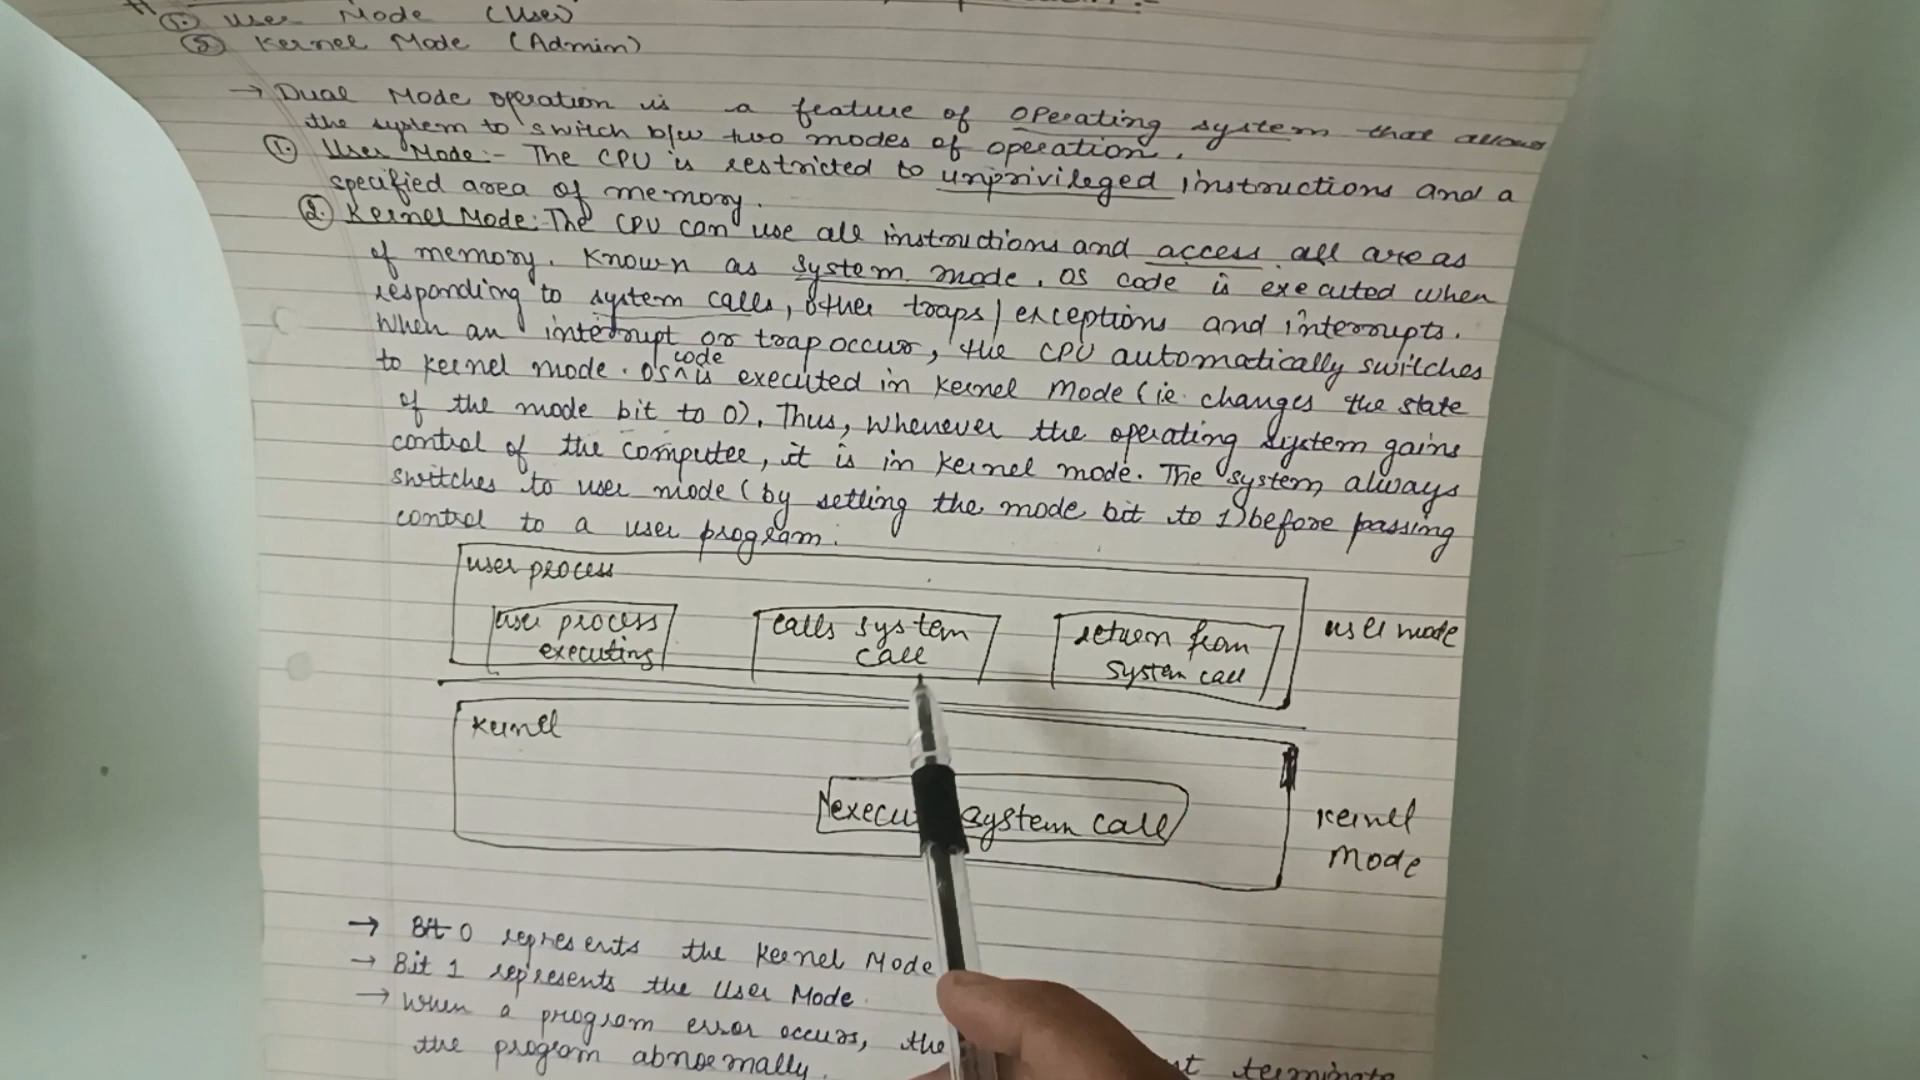 ① User Mode (User)
② Kernel Mode (Admin)
→ Dual Mode operation is a feature of operating system that allows
the system to switch b/w two modes of operation.
① User Mode:- The CPU is restricted to unprivileged instructions and a
specified area of memory.
② Kernel Mode:- The CPU can use all instructions and access all areas
of memory. Known as system mode. OS code is executed when
responding to system calls, other traps/exceptions and interrupts.
When an interrupt or trap occur, the CPU automatically switches
to kernel mode. OS code is executed in Kernel Mode (ie. changes the state
of the mode bit to 0). Thus, whenever the operating system gains
control of the computer, it is in kernel mode. The system always
switches to user mode (by setting the mode bit to 1) before passing
control to a user program.
user process
user process
executing
calls system
call
return from
system call
user mode
Kernel
system call
Kernel
Mode
→ Bit 0 represents the Kernel Mode
→ Bit 1 represents the User Mode.
→ When a program error occurs, the
terminate
the program abnormally.